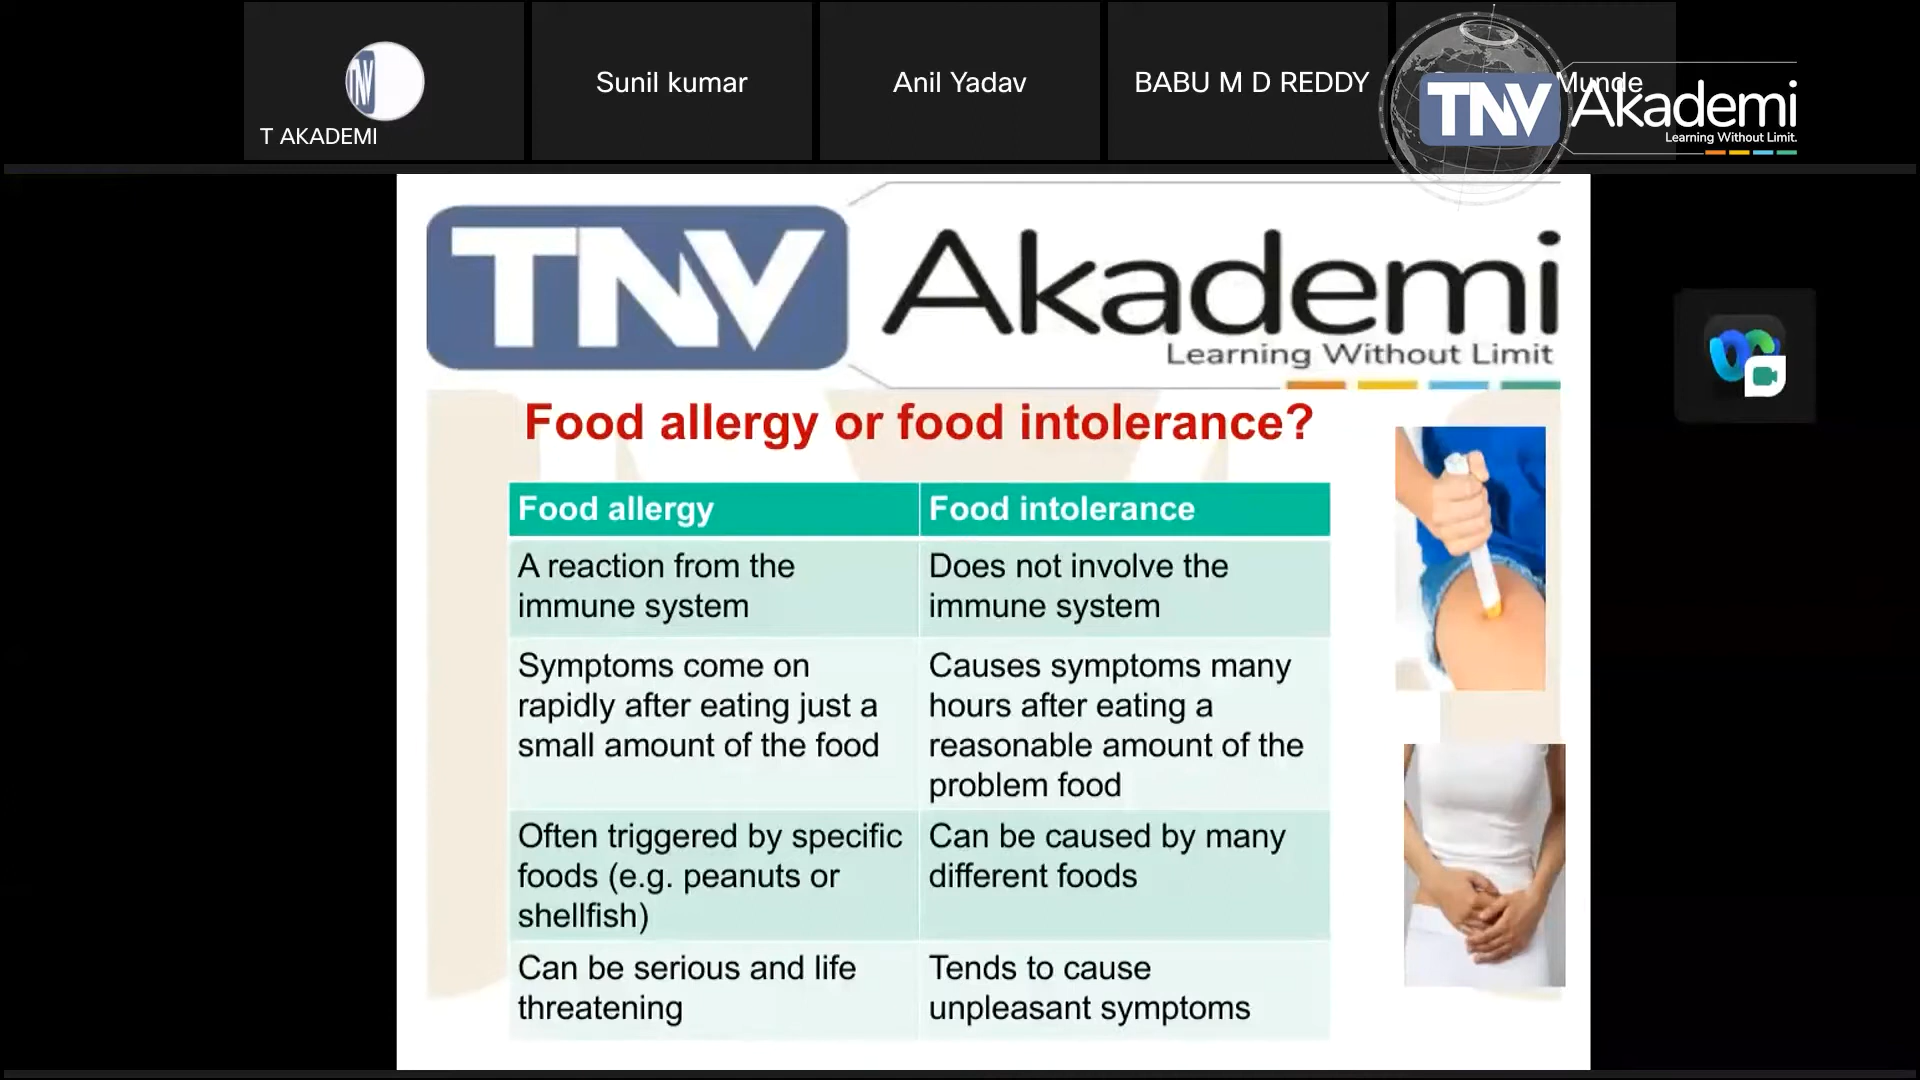 T AKADEMI
Sunil kumar
Anil Yadav
BABU M D REDDY
Munde
TNV Akademi
Learning Without Limit.
TNV Akademi
Learning Without Limit
Food allergy or food intolerance?
Food allergy
Food intolerance
A reaction from the
immune system
Does not involve the
immune system
Symptoms come on
rapidly after eating just a
small amount of the food
Causes symptoms many
hours after eating a
reasonable amount of the
problem food
Often triggered by specific
foods (e.g. peanuts or
shellfish)
Can be caused by many
different foods
Can be serious and life
threatening
Tends to cause
unpleasant symptoms